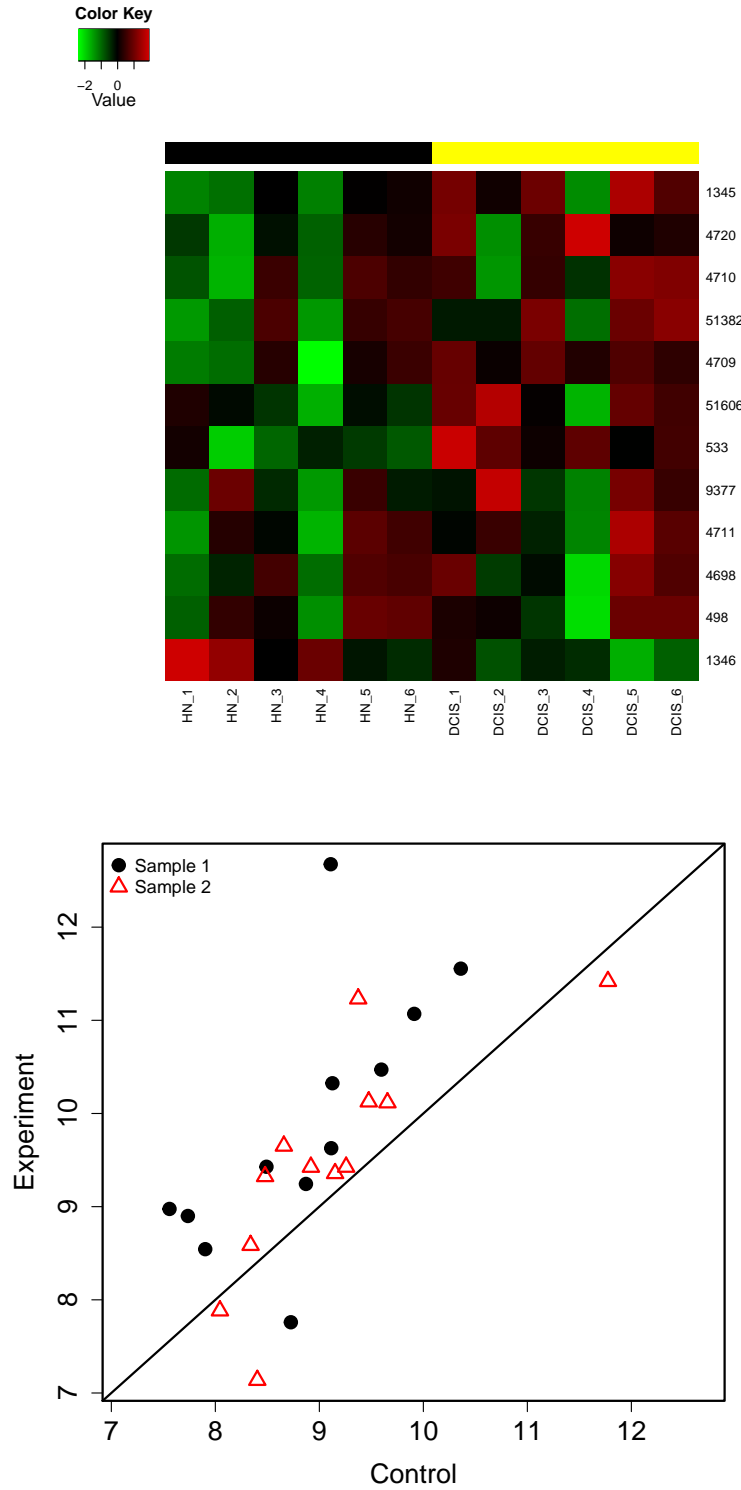 Color Key
−2 0
Value
1345
4720
4710
51382
4709
51606
533
9377
4711
4698
498
1346
HN_1 HN_2 HN_3 HN_4 HN_5 HN_6 DCIS_1 DCIS_2 DCIS_3 DCIS_4 DCIS_5 DCIS_6
Sample 1
Sample 2
12
11
10
9
8
7
Experiment
7 8 9 10 11 12
Control